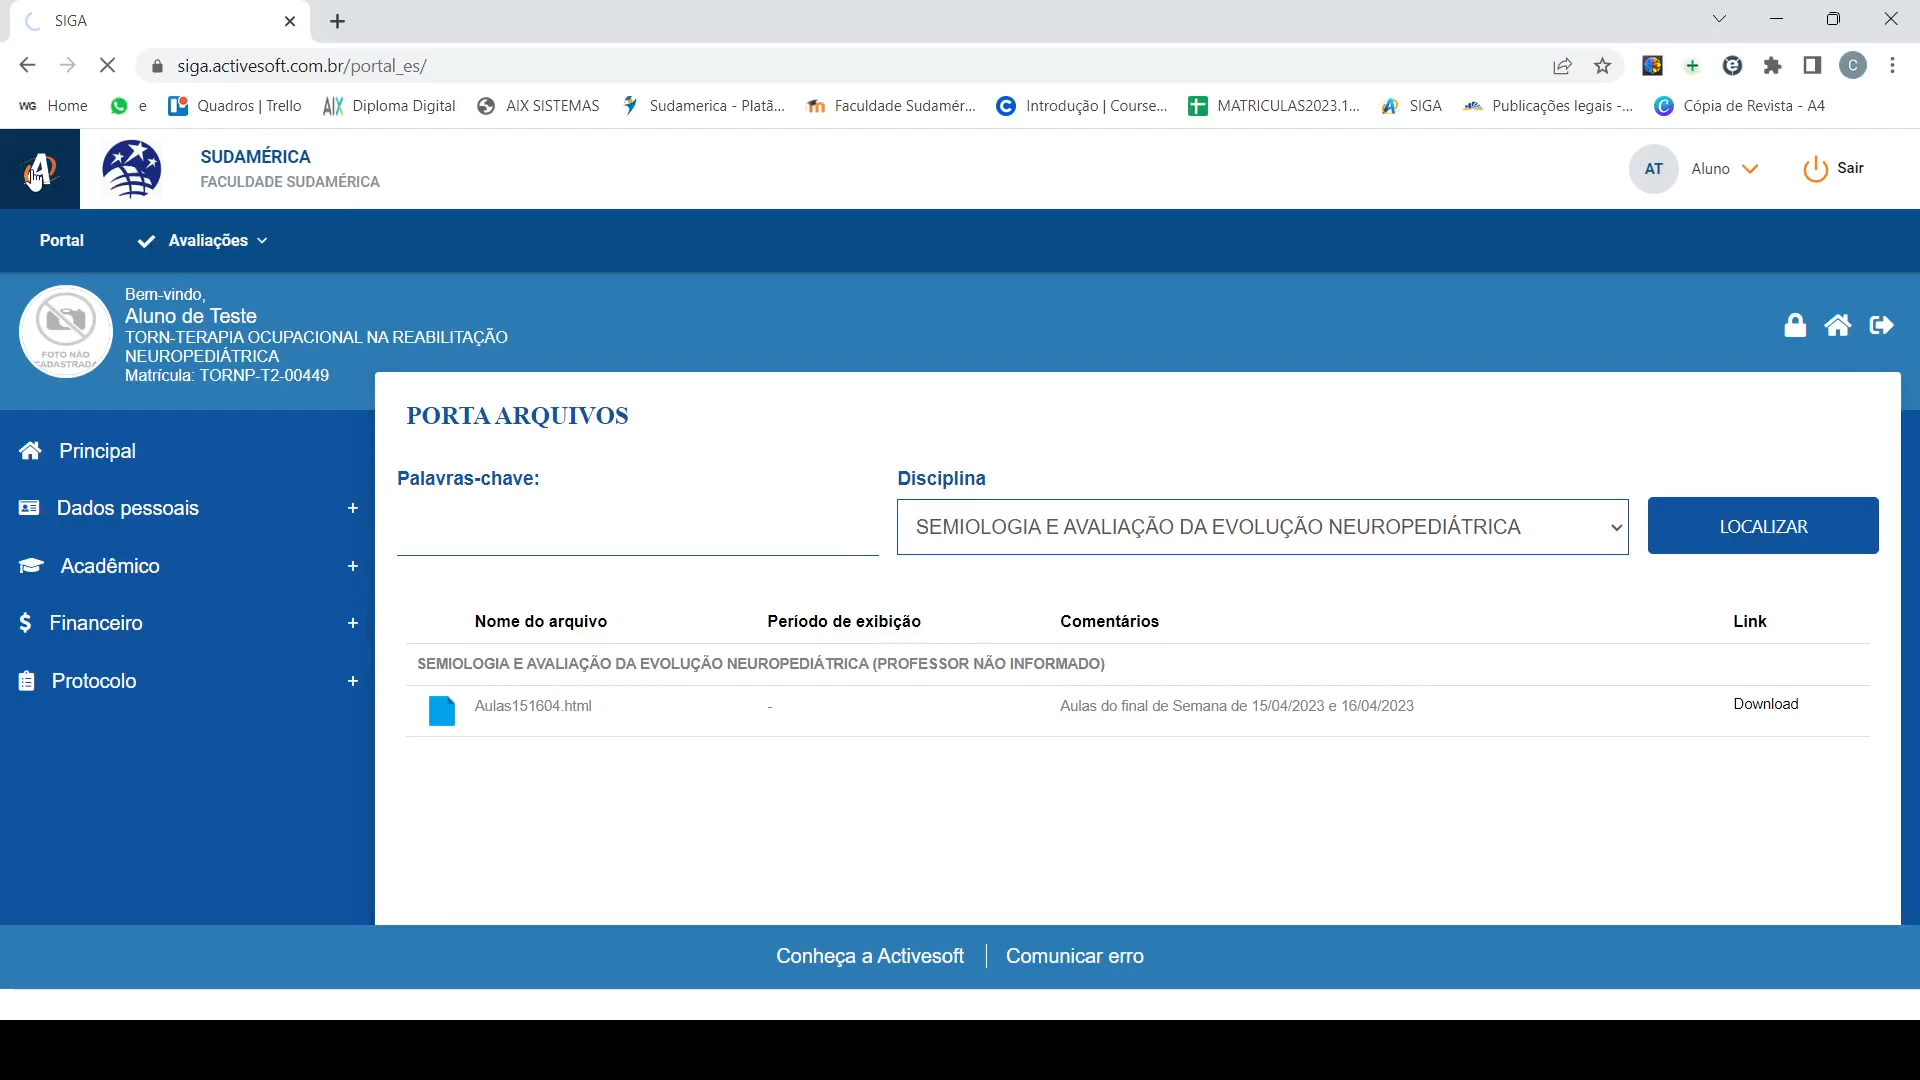 SIGA
siga.activesoft.com.br/portal_es/
C
WG Home
e
Quadros | Trello
Diploma Digital
AIX SISTEMAS
Sudamerica - Platã...
Faculdade Sudamér...
Introdução | Course...
MATRICULAS2023.1...
SIGA
Publicações legais -...
Cópia de Revista - A4
SUDAMÉRICA
FACULDADE SUDAMÉRICA
AT
Aluno
Sair
Portal
Avaliações
Bem-vindo,
Aluno de Teste
TORN-TERAPIA OCUPACIONAL NA REABILITAÇÃO
NEUROPEDIÁTRICA
Matrícula: TORNP-T2-00449
FOTO NÃO
CADASTRADA
PORTA ARQUIVOS
Principal
Dados pessoais +
Acadêmico +
Financeiro +
Protocolo +
Palavras-chave:
Disciplina
SEMIOLOGIA E AVALIAÇÃO DA EVOLUÇÃO NEUROPEDIÁTRICA
LOCALIZAR
Nome do arquivo Período de exibição Comentários Link
SEMIOLOGIA E AVALIAÇÃO DA EVOLUÇÃO NEUROPEDIÁTRICA (PROFESSOR NÃO INFORMADO)
Aulas151604.html - Aulas do final de Semana de 15/04/2023 e 16/04/2023 Download
Conheça a Activesoft | Comunicar erro